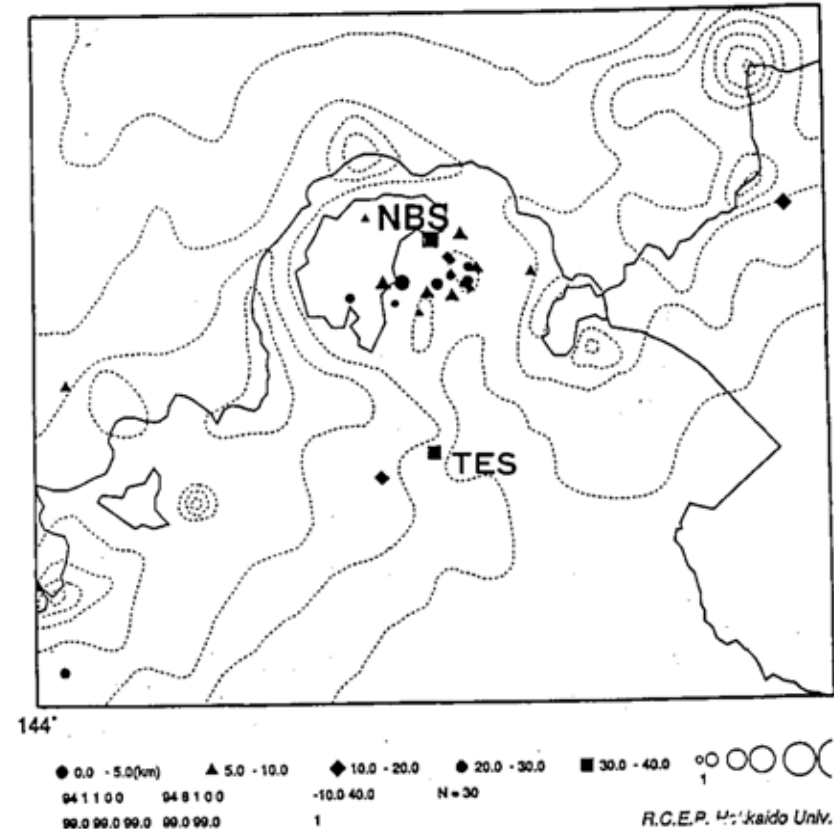 NBS
TES
144°
0.0 - 5.0(km) 5.0 - 10.0 10.0 - 20.0 20.0 - 30.0 30.0 - 40.0
1
94 1 1 0 0 94 8 1 0 0 -10.0 40.0 N = 30
99.0 99.0 99.0 99.0 99.0 1
R.C.E.P. Univ.